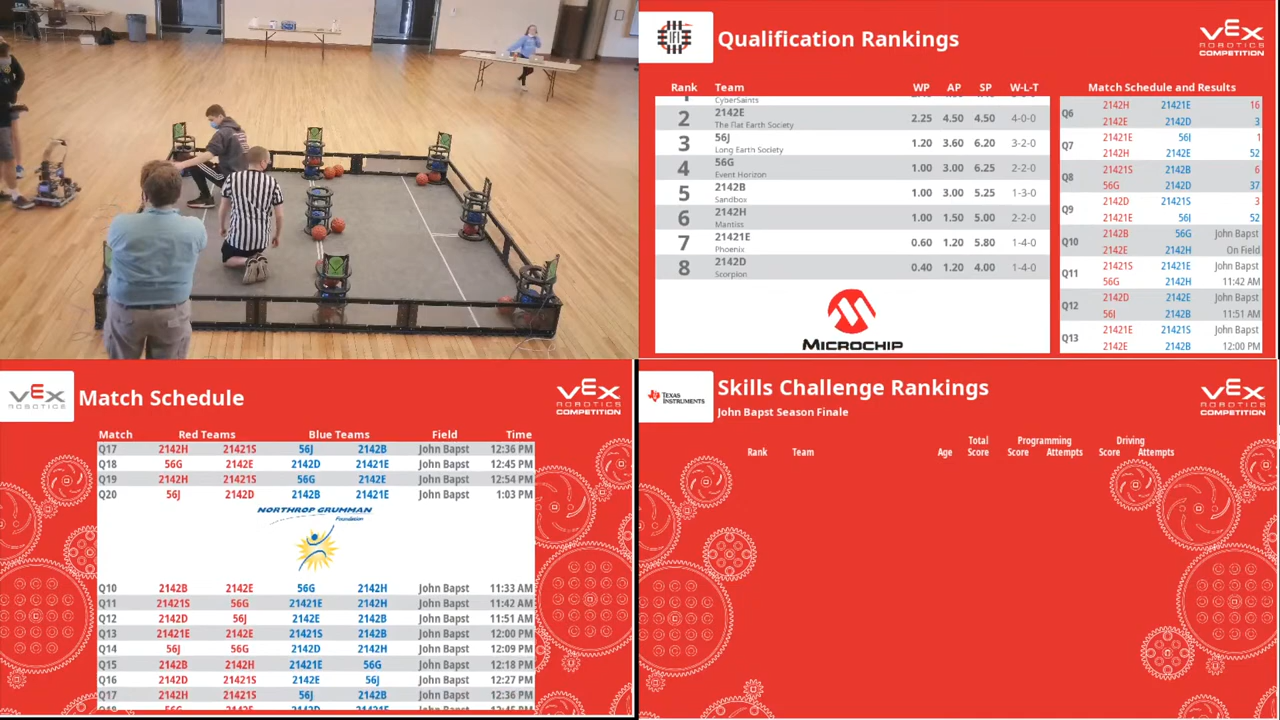 Qualification Rankings
VEX
ROBOTICS
COMPETITION
Rank Team WP AP SP W-L-T
CyberSaints
2 2142E 2.25 4.50 4.50 4-0-0
The Flat Earth Society
3 56J 1.20 3.60 6.20 3-2-0
Long Earth Society
4 56G 1.00 3.00 6.25 2-2-0
Event Horizon
5 2142B 1.00 3.00 5.25 1-3-0
Sandbox
6 2142H 1.00 1.50 5.00 2-2-0
Mantiss
7 21421E 0.60 1.20 5.80 1-4-0
Phoenix
8 2142D 0.40 1.20 4.00 1-4-0
Scorpion
MICROCHIP
Match Schedule and Results
Q6 2142H 21421E 16
2142E 2142D 3
Q7 21421E 56J 1
2142H 2142E 52
Q8 21421S 2142B 6
56G 2142D 37
Q9 2142D 21421S 3
21421E 56J 52
Q10 2142B 56G John Bapst
2142E 2142H On Field
Q11 21421S 21421E John Bapst
56G 2142H 11:42 AM
Q12 2142D 2142E John Bapst
56J 2142B 11:51 AM
Q13 21421E 21421S John Bapst
2142E 2142B 12:00 PM
VEX
ROBOTICS
Match Schedule
VEX
ROBOTICS
COMPETITION
Match Red Teams Blue Teams Field Time
Q17 2142H 21421S 56J 2142B John Bapst 12:36 PM
Q18 56G 2142E 2142D 21421E John Bapst 12:45 PM
Q19 2142H 21421S 56G 2142E John Bapst 12:54 PM
Q20 56J 2142D 2142B 21421E John Bapst 1:03 PM
NORTHROP GRUMMAN
Foundation
Q10 2142B 2142E 56G 2142H John Bapst 11:33 AM
Q11 21421S 56G 21421E 2142H John Bapst 11:42 AM
Q12 2142D 56J 2142E 2142B John Bapst 11:51 AM
Q13 21421E 2142E 21421S 2142B John Bapst 12:00 PM
Q14 56J 56G 2142D 2142H John Bapst 12:09 PM
Q15 2142B 2142H 21421E 56G John Bapst 12:18 PM
Q16 2142D 21421S 2142E 56J John Bapst 12:27 PM
Q17 2142H 21421S 56J 2142B John Bapst 12:36 PM
Q18 56G 2142E 2142D 21421E John Bapst 12:45 PM
TEXAS
INSTRUMENTS
Skills Challenge Rankings
John Bapst Season Finale
VEX
ROBOTICS
COMPETITION
Total Programming Driving
Rank Team Age Score Score Attempts Score Attempts